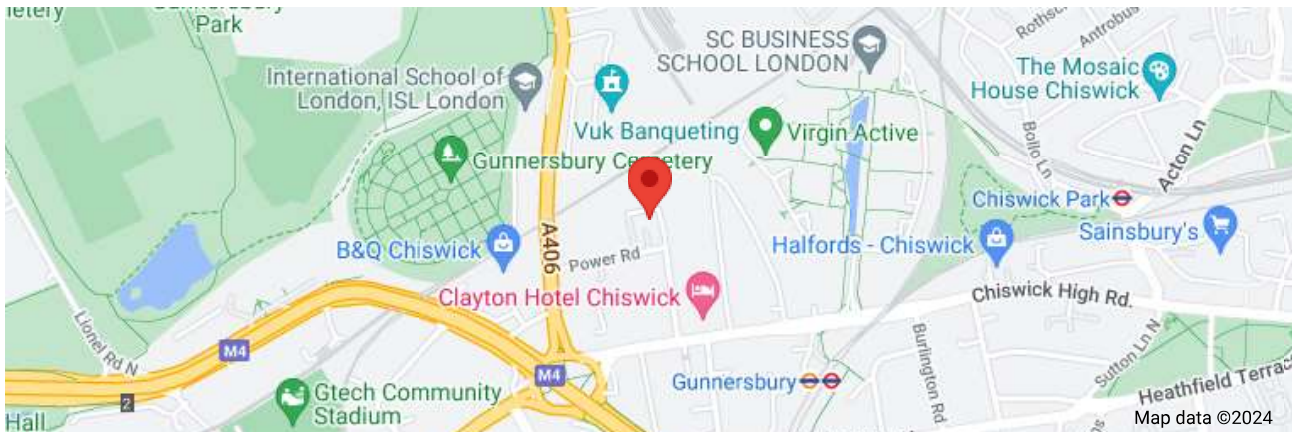 Park
SC BUSINESS
SCHOOL LONDON
Antrobus
International School of
London, ISL London
The Mosaic
House Chiswick
Vuk Banqueting
Virgin Active
Gunnersbury Cemetery
Bollo Ln
Acton Ln
Chiswick Park
A406
B&Q Chiswick
Power Rd
Halfords - Chiswick
Sainsbury's
Clayton Hotel Chiswick
Chiswick High Rd.
Lionel Rd N
M4
M4
Burlington Rd
Sutton Ln N
Gunnersbury
2
Gtech Community
Stadium
Heathfield Terrac
Hall
Map data ©2024